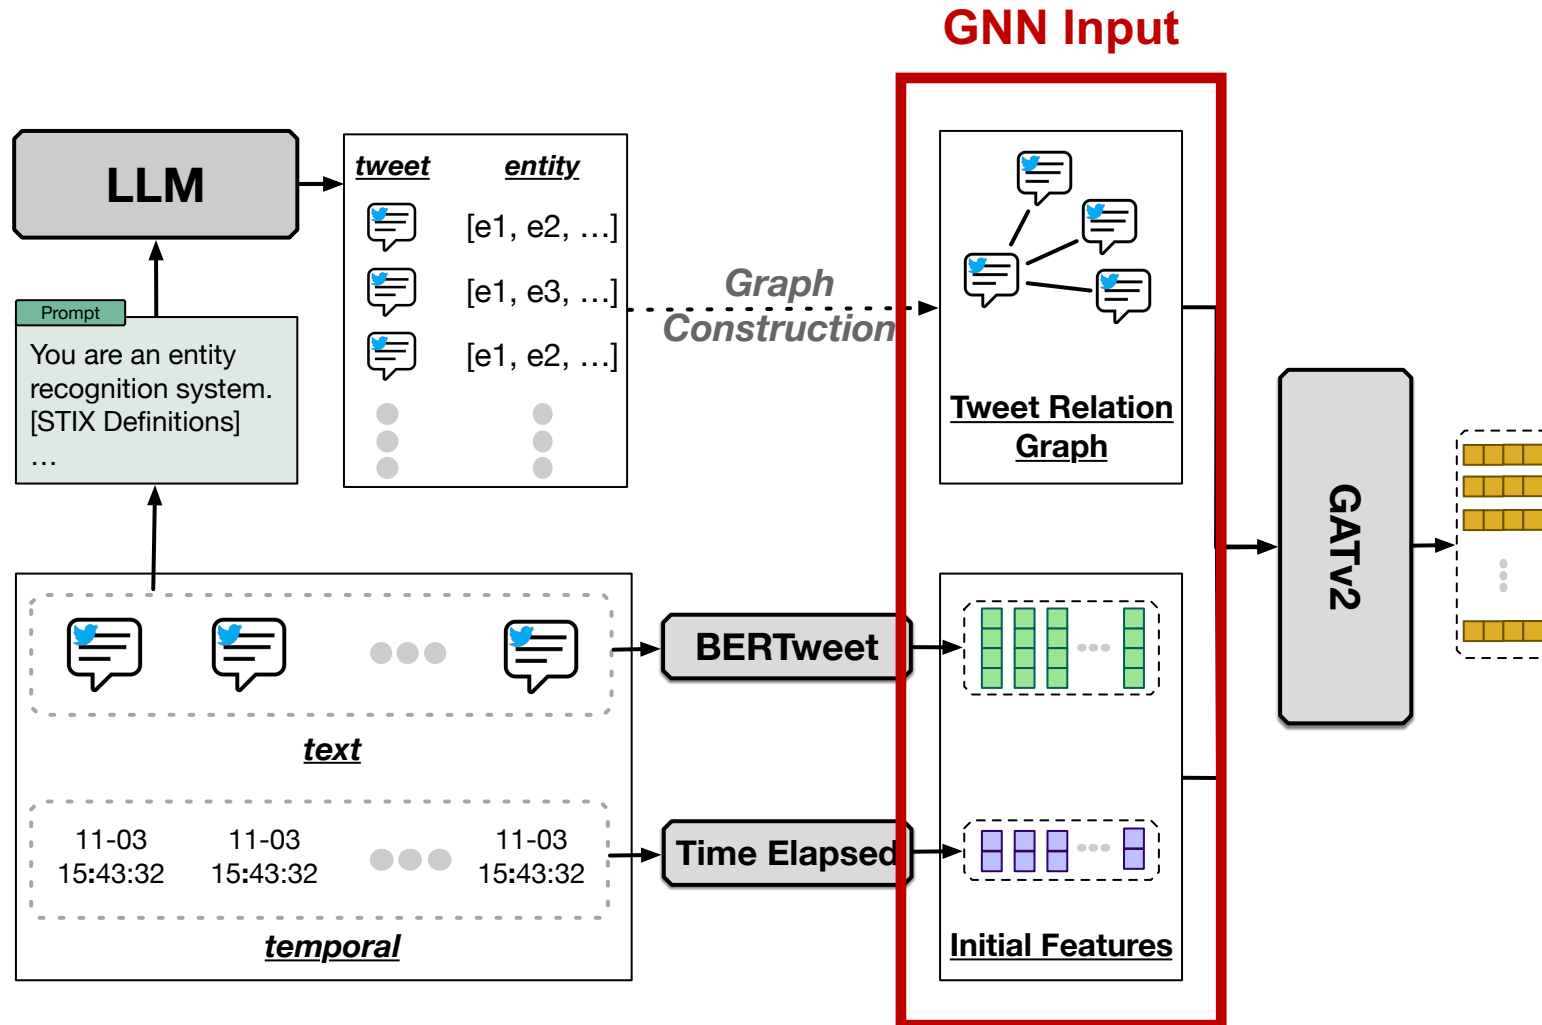 GNN Input
LLM
tweet entity
[e1, e2, …]
[e1, e3, …]
[e1, e2, …]
Prompt
You are an entity
recognition system.
[STIX Definitions]
…
Graph
Construction
Tweet Relation
Graph
GATv2
text
BERTweet
11-03 11-03 11-03
15:43:32 15:43:32 15:43:32
temporal
Time Elapsed
Initial Features